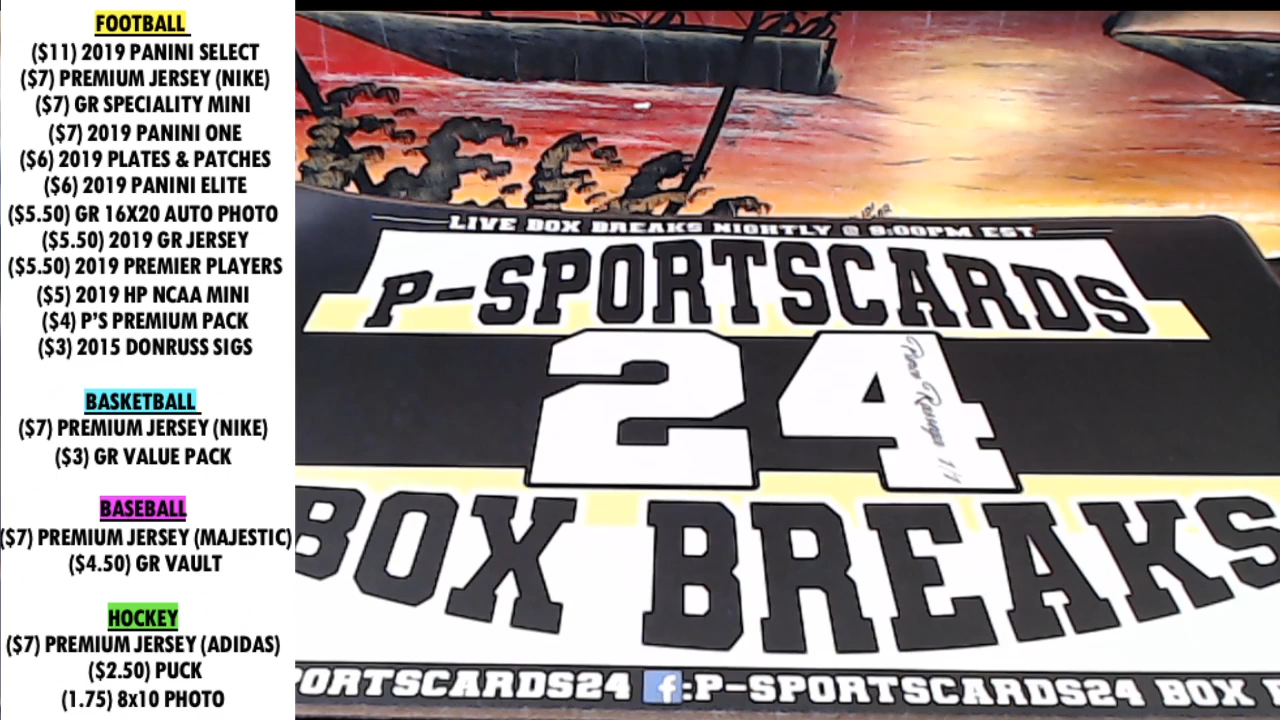 FOOTBALL
($11) 2019 PANINI SELECT
($7) PREMIUM JERSEY (NIKE)
($7) GR SPECIALITY MINI
($7) 2019 PANINI ONE
($6) 2019 PLATES & PATCHES
($6) 2019 PANINI ELITE
($5.50) GR 16X20 AUTO PHOTO
($5.50) 2019 GR JERSEY
($5.50) 2019 PREMIER PLAYERS
($5) 2019 HP NCAA MINI
($4) P'S PREMIUM PACK
($3) 2015 DONRUSS SIGS
BASKETBALL
($7) PREMIUM JERSEY (NIKE)
($3) GR VALUE PACK
BASEBALL
($7) PREMIUM JERSEY (MAJESTIC)
($4.50) GR VAULT
HOCKEY
($7) PREMIUM JERSEY (ADIDAS)
($2.50) PUCK
(1.75) 8x10 PHOTO
LIVE BOX BREAKS NIGHTLY @ 9:00PM EST
P-SPORTSCARDS
24
BOX BREAKS
PORTSCARDS24 f:P-SPORTSCARDS24 BOX